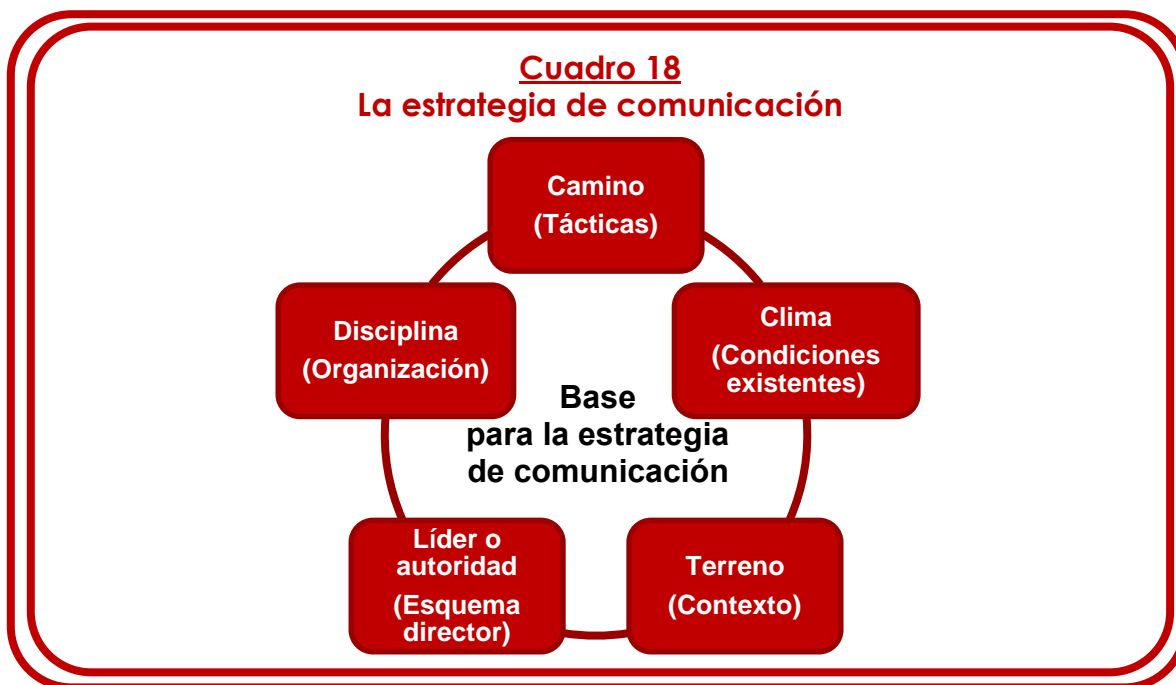 Cuadro 18
La estrategia de comunicación
Camino
(Tácticas)
Clima
(Condiciones
existentes)
Terreno
(Contexto)
Líder o
autoridad
(Esquema
director)
Disciplina
(Organización)
Base
para la estrategia
de comunicación